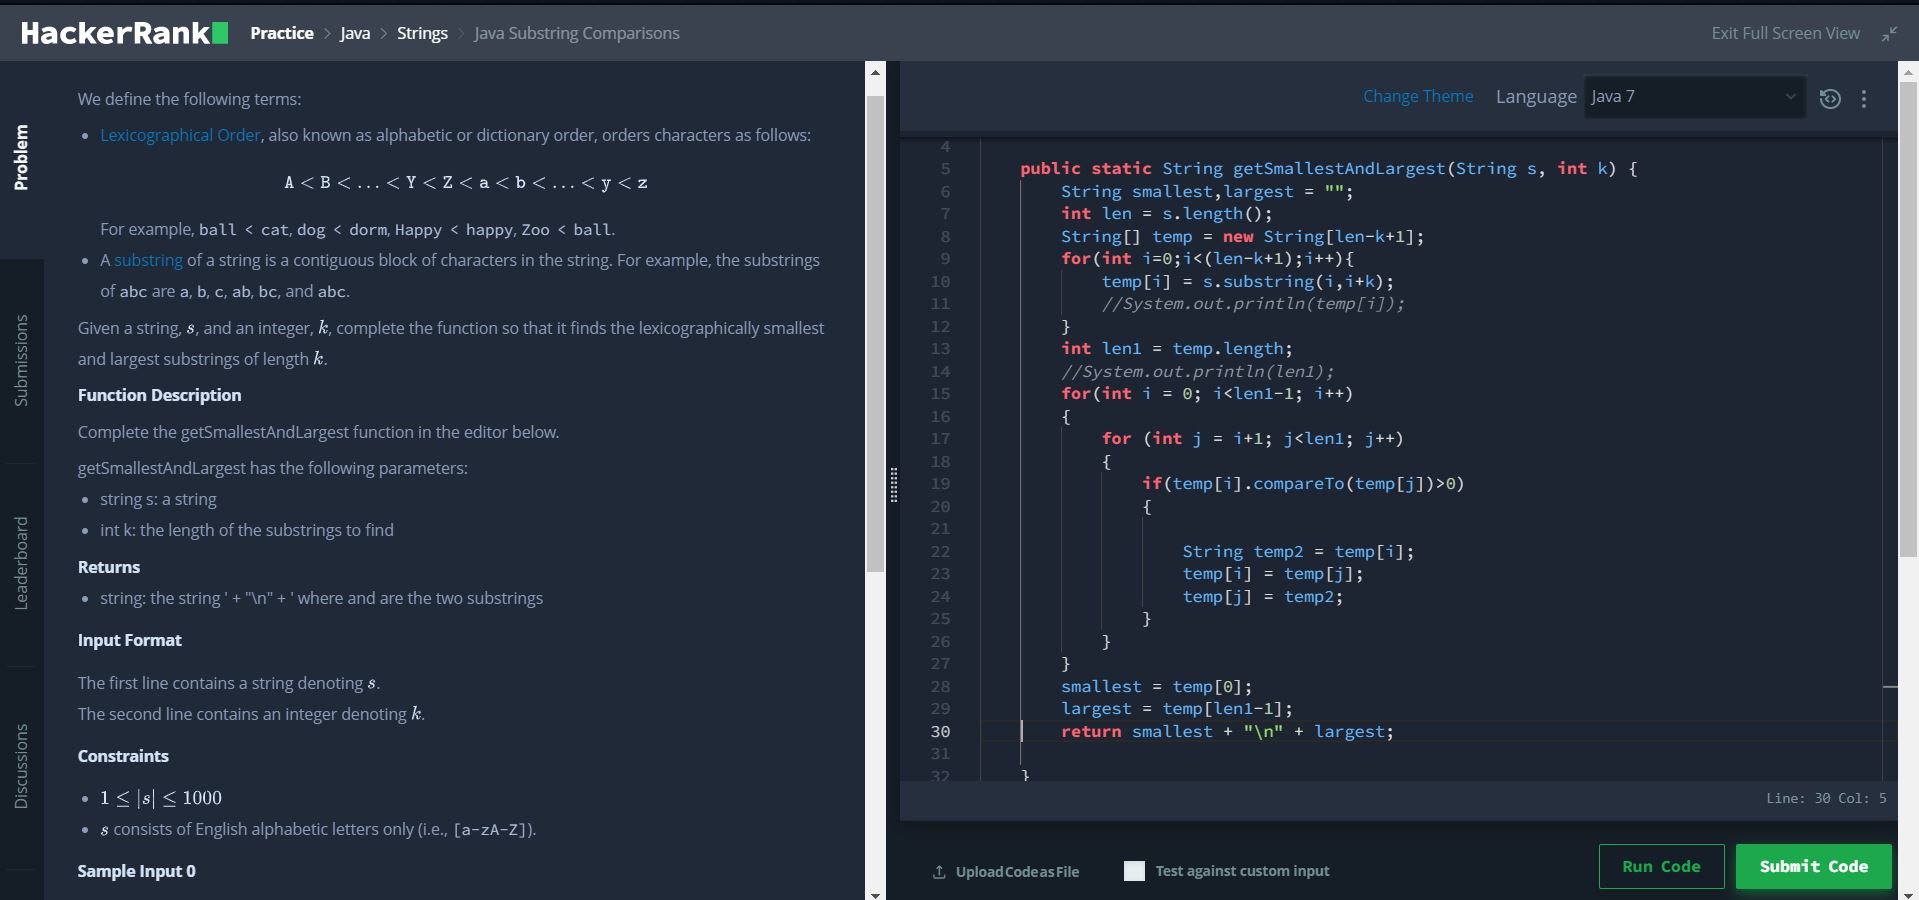 HackerRank Practice > Java > Strings > Java Substring Comparisons Exit Full Screen View
Problem
Submissions
Leaderboard
Discussions
We define the following terms:
• Lexicographical Order, also known as alphabetic or dictionary order, orders characters as follows:
A < B < ... < Y < Z < a < b < ... < y < z
For example, ball < cat, dog < dorm, Happy < happy, Zoo < ball.
• A substring of a string is a contiguous block of characters in the string. For example, the substrings
of abc are a, b, c, ab, bc, and abc.
Given a string, s, and an integer, k, complete the function so that it finds the lexicographically smallest
and largest substrings of length k.
Function Description
Complete the getSmallestAndLargest function in the editor below.
getSmallestAndLargest has the following parameters:
• string s: a string
• int k: the length of the substrings to find
Returns
• string: the string ' + "\n" + ' where and are the two substrings
Input Format
The first line contains a string denoting s.
The second line contains an integer denoting k.
Constraints
• 1 ≤ |s| ≤ 1000
• s consists of English alphabetic letters only (i.e., [a-zA-Z]).
Sample Input 0
Change Theme Language Java 7
4
5 public static String getSmallestAndLargest(String s, int k) {
6 String smallest,largest = "";
7 int len = s.length();
8 String[] temp = new String[len-k+1];
9 for(int i=0;i<(len-k+1);i++){
10 temp[i] = s.substring(i,i+k);
11 //System.out.println(temp[i]);
12 }
13 int len1 = temp.length;
14 //System.out.println(len1);
15 for(int i = 0; i<len1-1; i++)
16 {
17 for (int j = i+1; j<len1; j++)
18 {
19 if(temp[i].compareTo(temp[j])>0)
20 {
21
22 String temp2 = temp[i];
23 temp[i] = temp[j];
24 temp[j] = temp2;
25 }
26 }
27 }
28 smallest = temp[0];
29 largest = temp[len1-1];
30 return smallest + "\n" + largest;
31
32 }
Line: 30 Col: 5
Upload Code as File Test against custom input Run Code Submit Code